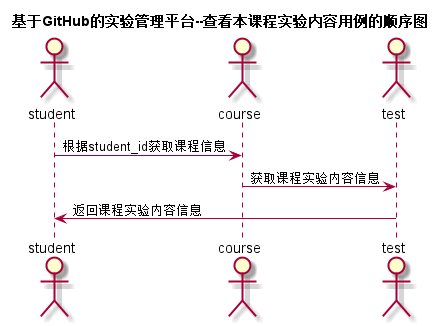 基于GitHub的实验管理平台--查看本课程实验内容用例的顺序图
student
course
test
根据student_id获取课程信息
获取课程实验内容信息
返回课程实验内容信息
student
course
test